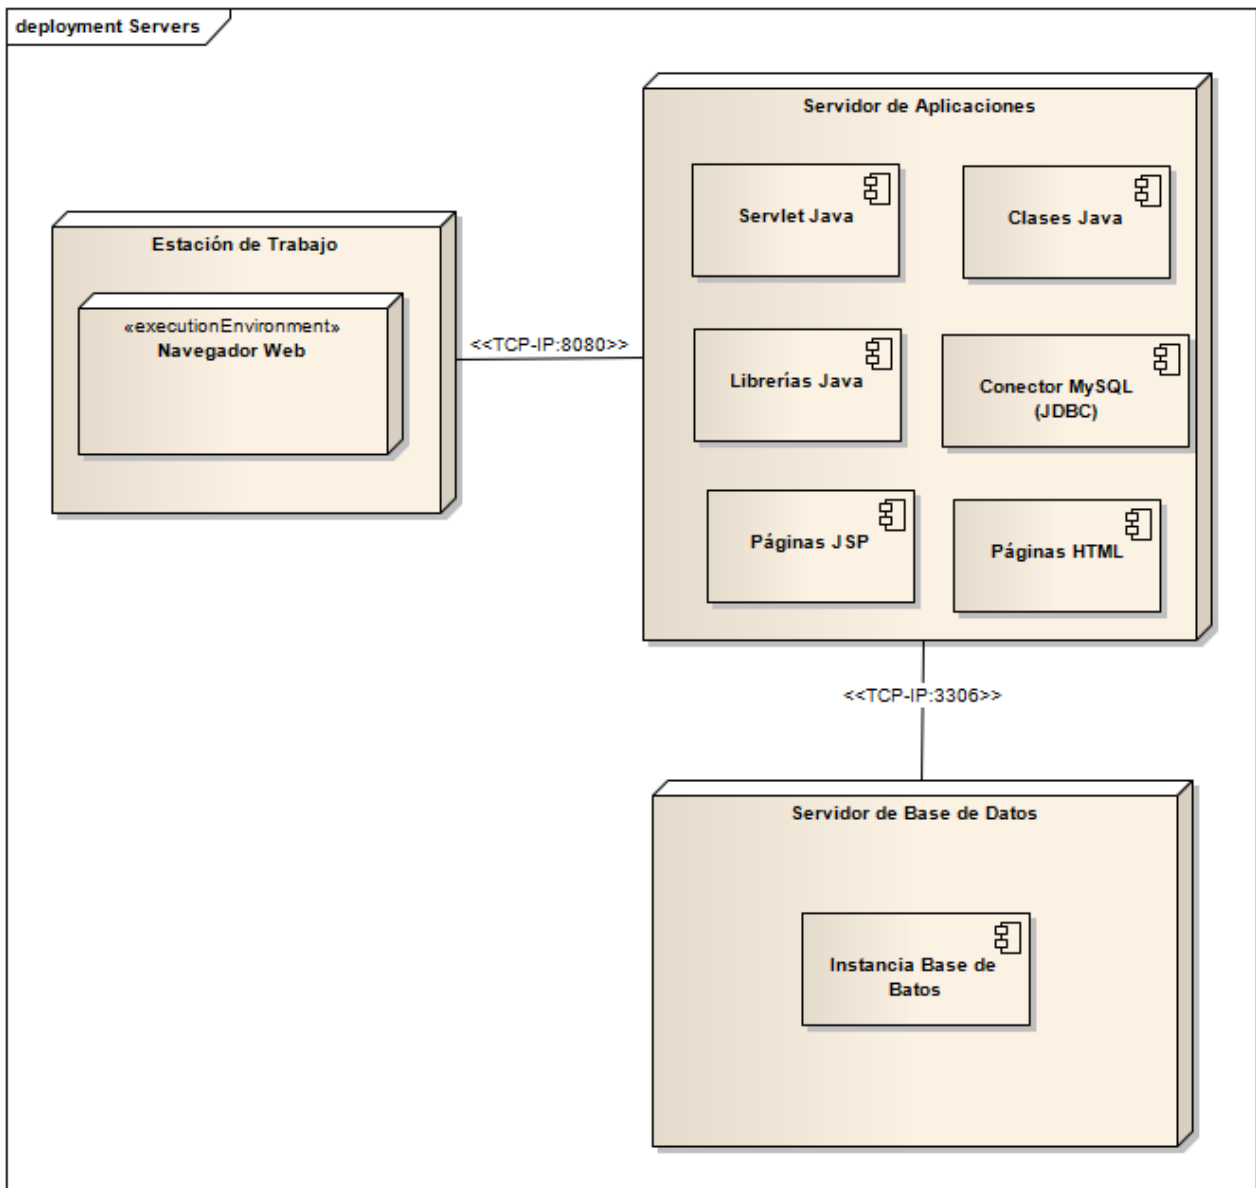 deployment Servers
Servidor de Aplicaciones
Servlet Java
Clases Java
Estación de Trabajo
«executionEnvironment»
Navegador Web
<<TCP-IP:8080>>
Librerías Java
Conector MySQL
(JDBC)
Páginas JSP
Páginas HTML
<<TCP-IP:3306>>
Servidor de Base de Datos
Instancia Base de
Batos